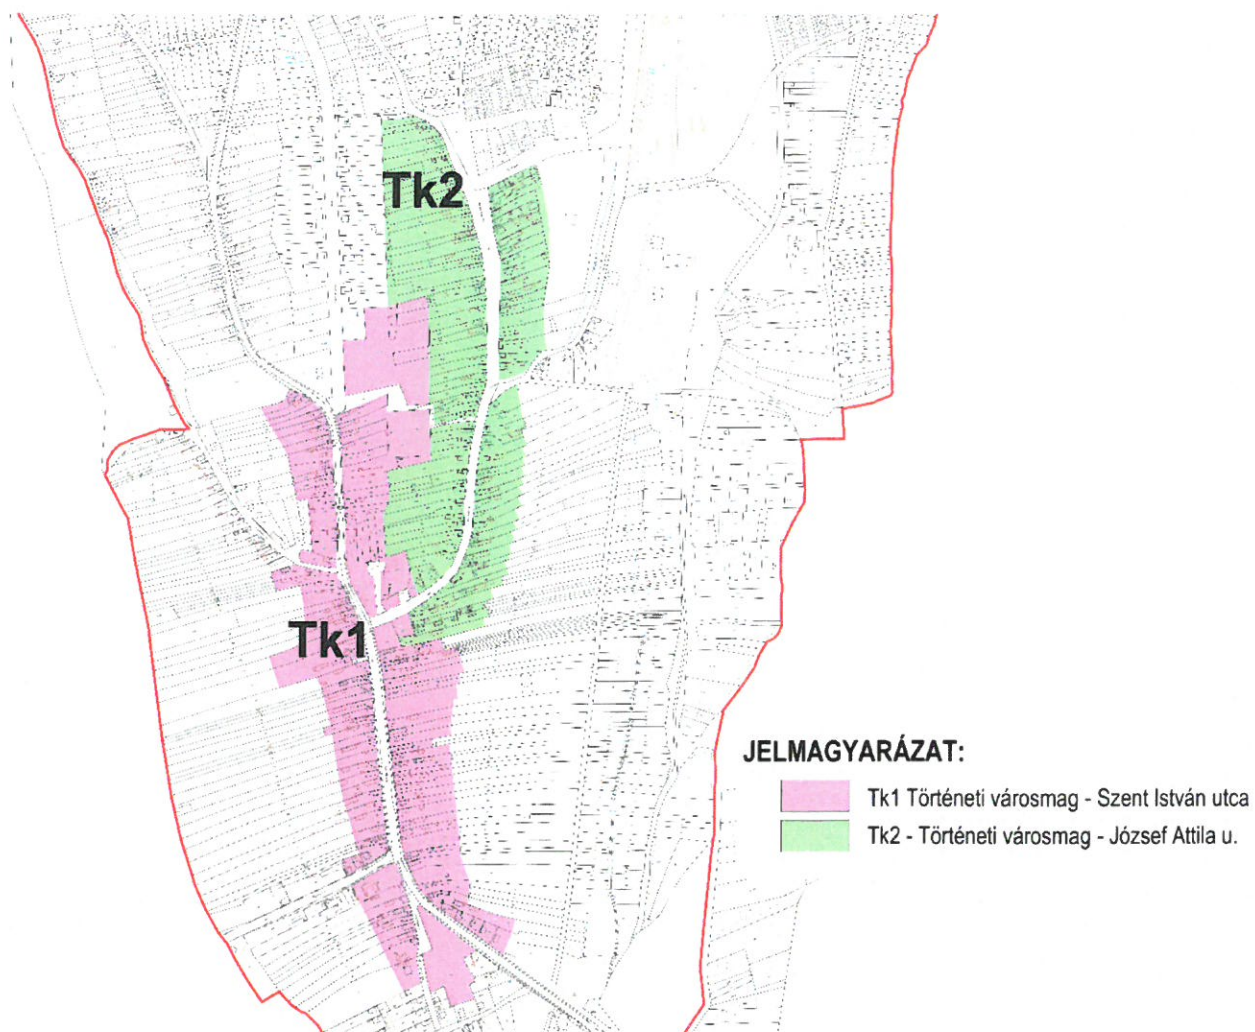 Tk2
Tk1
JELMAGYARÁZAT:
Tk1 Történeti városmag - Szent István utca
Tk2 - Történeti városmag - József Attila u.